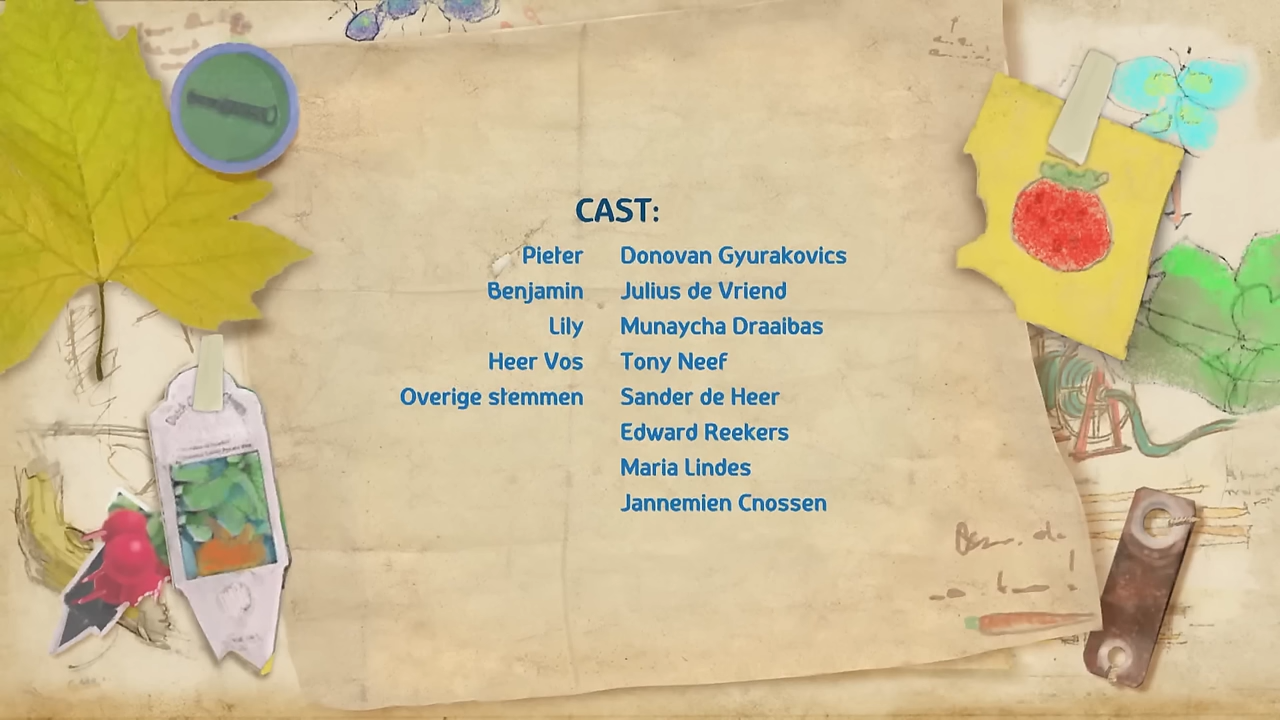 CAST:
Pieter Donovan Gyurakovics
Benjamin Julius de Vriend
Lily Munaycha Draaibas
Heer Vos Tony Neef
Overige stemmen Sander de Heer
Edward Reekers
Maria Lindes
Jannemien Cnossen